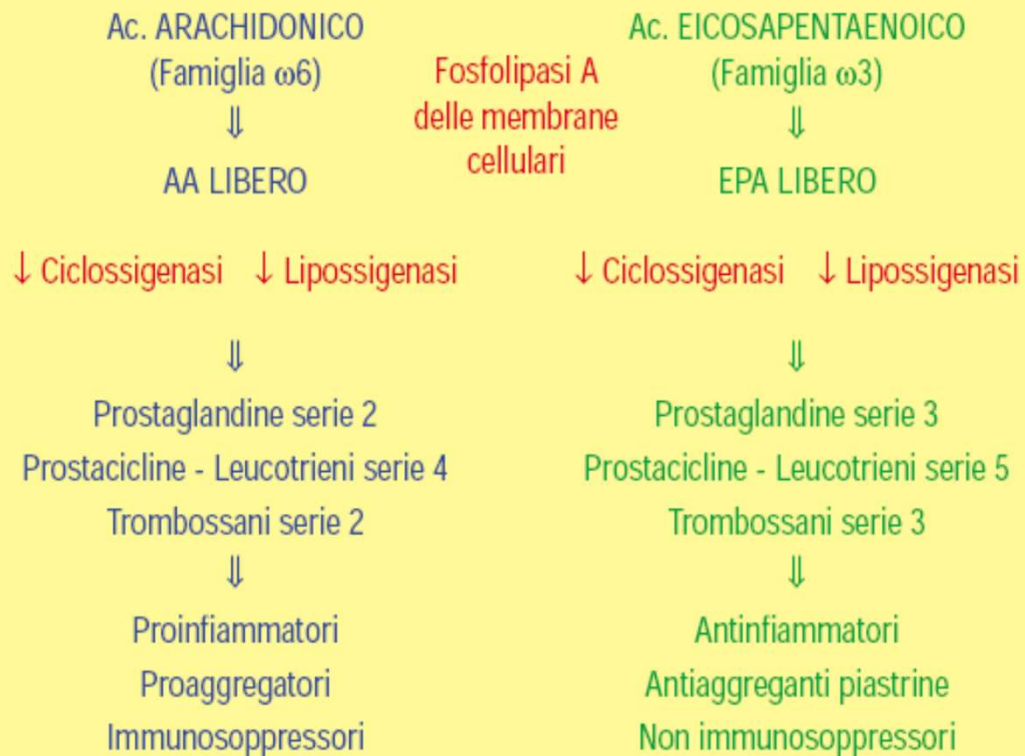 Ac. ARACHIDONICO
(Famiglia ω6)
⇓
AA LIBERO
Fosfolipasi A
delle membrane
cellulari
Ac. EICOSAPENTAENOICO
(Famiglia ω3)
⇓
EPA LIBERO
↓ Ciclossigenasi ↓ Lipossigenasi
↓ Ciclossigenasi ↓ Lipossigenasi
⇓
Prostaglandine serie 2
Prostacicline - Leucotrieni serie 4
Trombossani serie 2
⇓
Proinfiammatori
Proaggregatori
Immunosoppressori
⇓
Prostaglandine serie 3
Prostacicline - Leucotrieni serie 5
Trombossani serie 3
⇓
Antinfiammatori
Antiaggreganti piastrine
Non immunosoppressori